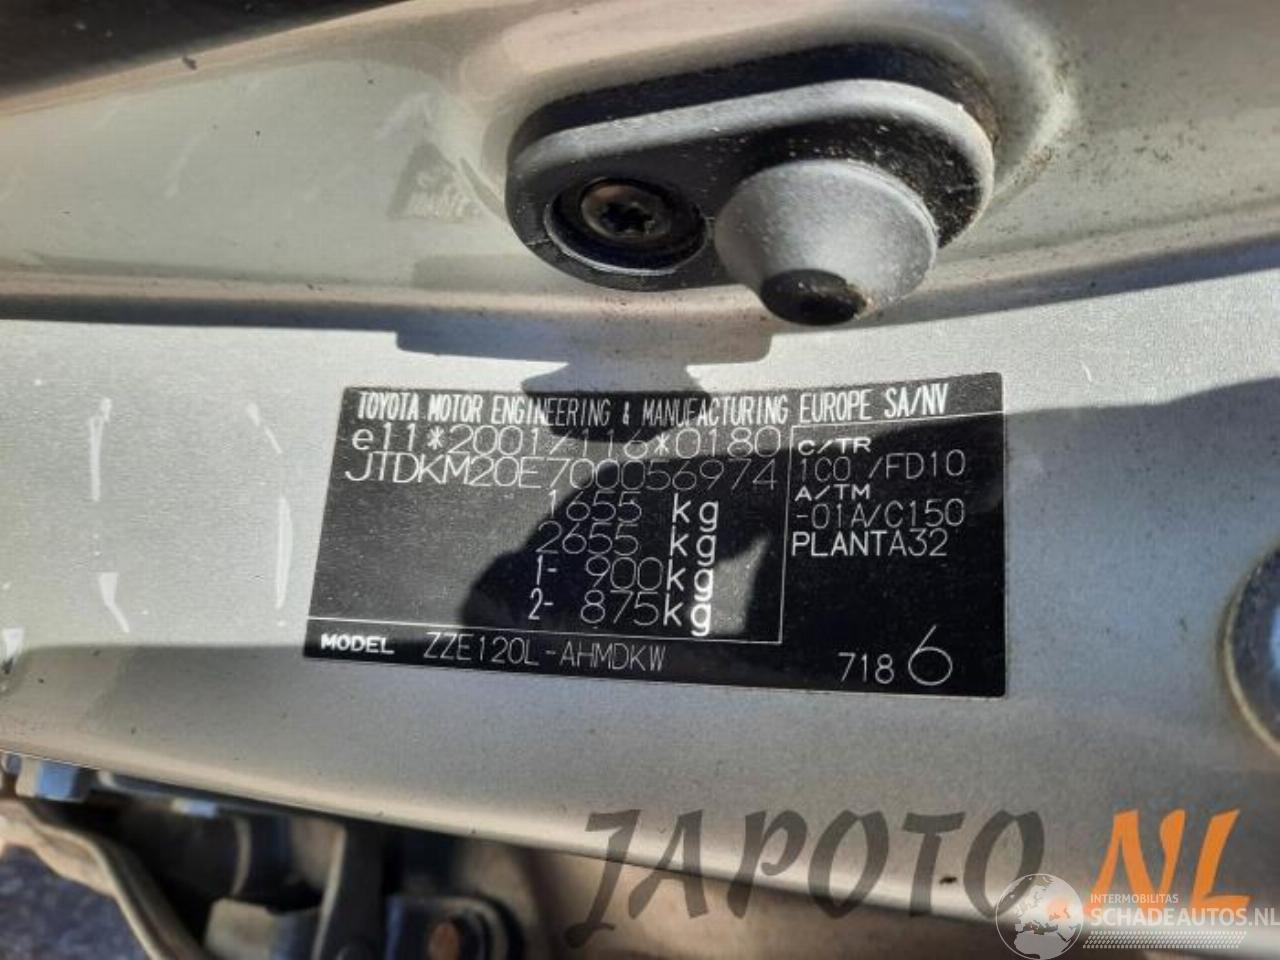 TOYOTA MOTOR ENGINEERING & MANUFACTURING EUROPE SA/NV
e11*2001/116*0180
JTDKM20E700056974
1655 kg
2655 kg
1- 900kg
2- 875kg
C/TR
1C0 /FD10
A/TM
-01A/C150
PLANTA32
MODEL ZZE120L-AHMDKW
718 6
JAPOTO.NL
INTERMOBILITAS
SCHADEAUTOS.NL